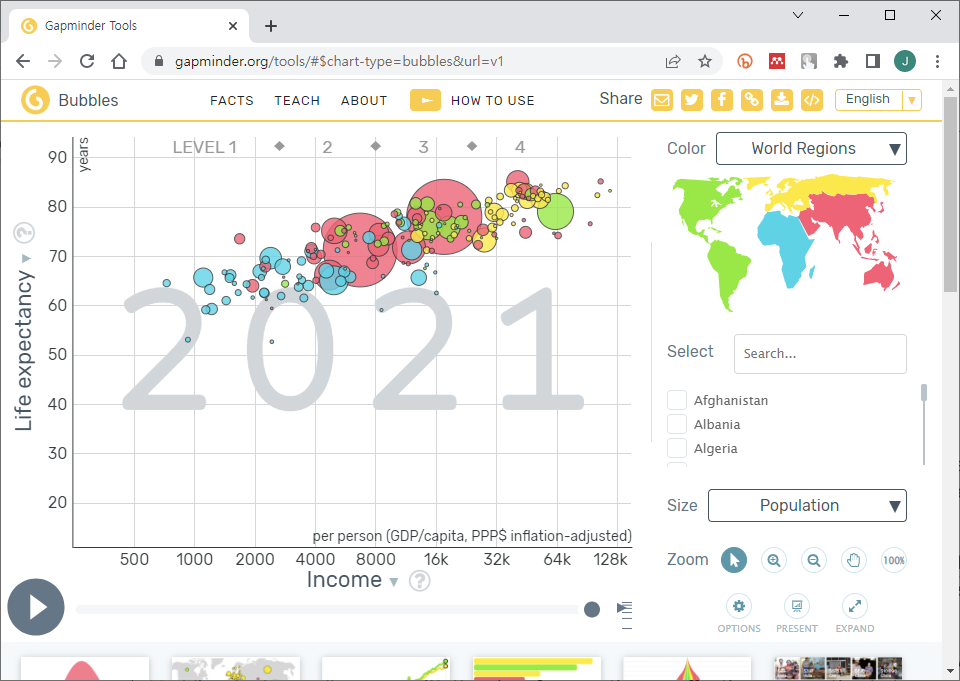 Gapminder Tools
gapminder.org/tools/#$chart-type=bubbles&url=v1
J
Bubbles
FACTS TEACH ABOUT HOW TO USE
Share
English
years
LEVEL 1 2 3 4
90
80
70
60
50
40
30
20
Life expectancy ?
2021
per person (GDP/capita, PPP$ inflation-adjusted)
500 1000 2000 4000 8000 16k 32k 64k 128k
Income ?
Color World Regions
Select Search...
Afghanistan
Albania
Algeria
Size Population
Zoom 100%
OPTIONS PRESENT EXPAND